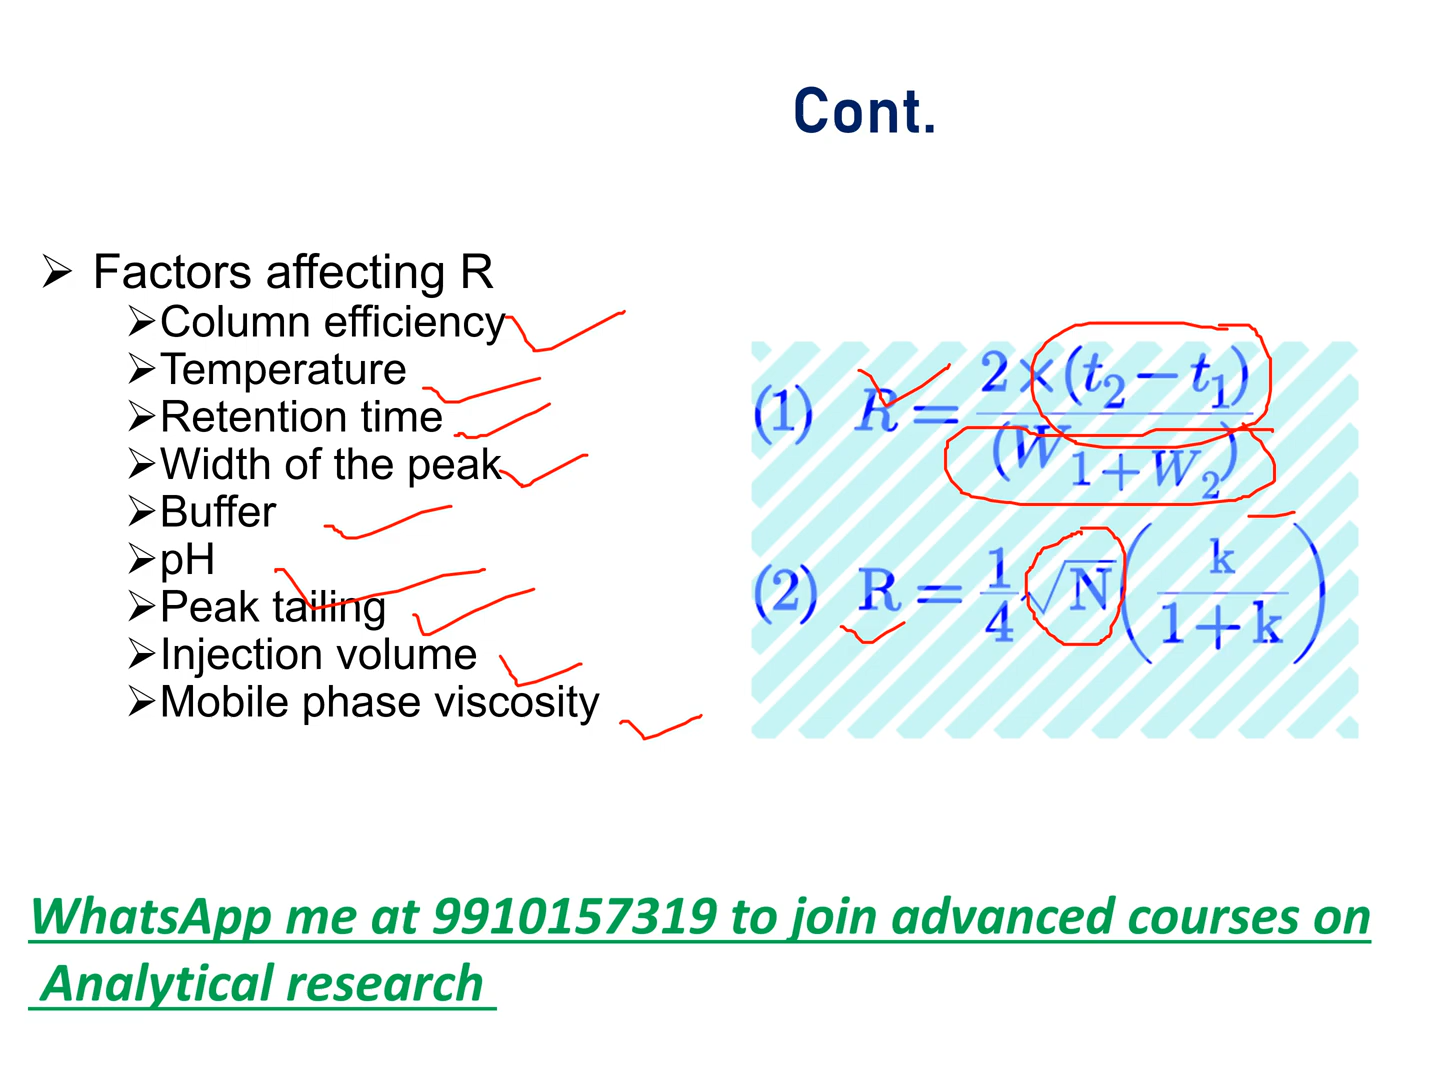 Cont.
➢ Factors affecting R
➢Column efficiency
➢Temperature
➢Retention time
➢Width of the peak
➢Buffer
➢pH
➢Peak tailing
➢Injection volume
➢Mobile phase viscosity
(1) R = 2×(t₂−t₁) / (W₁+W₂)
(2) R = 1/4 √N (k / 1+k)
WhatsApp me at 9910157319 to join advanced courses on
Analytical research